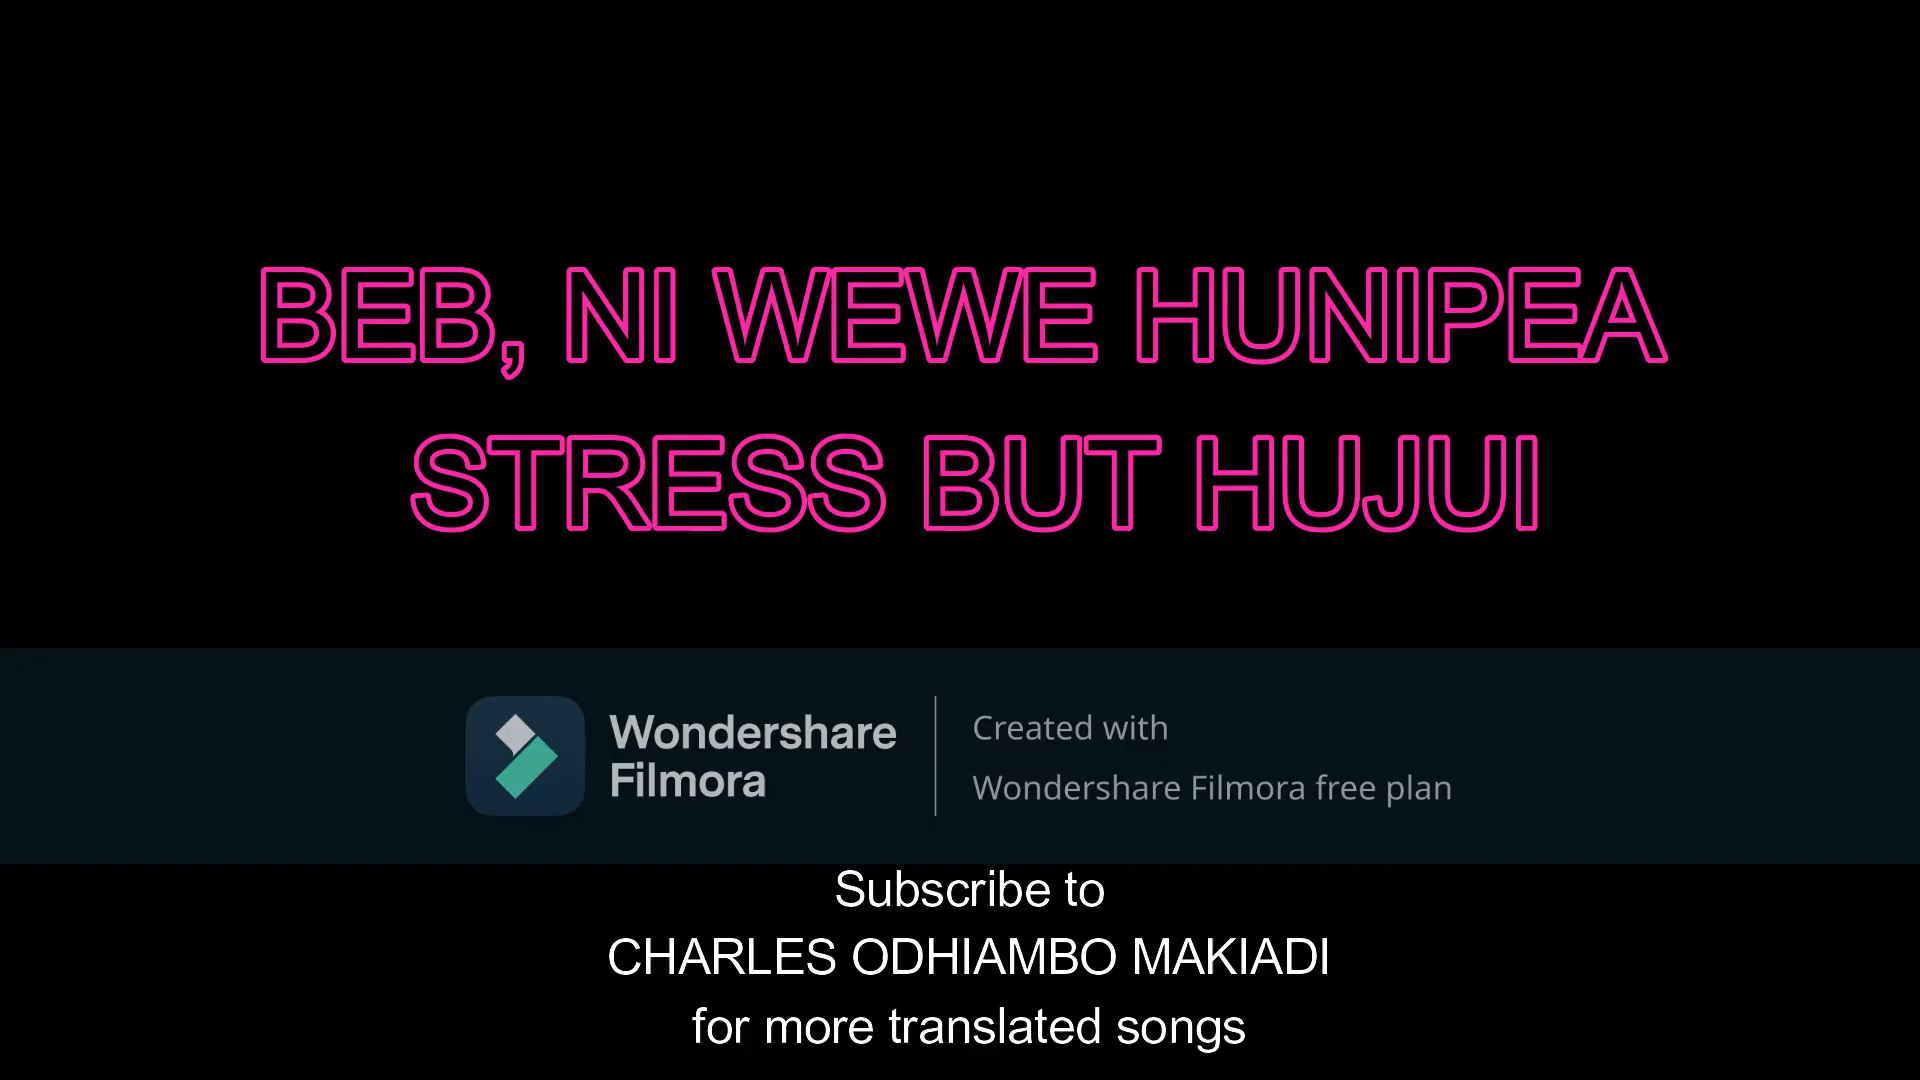 BEB, NI WEWE HUNIPEA
STRESS BUT HUJUI
Wondershare
Filmora
Created with
Wondershare Filmora free plan
Subscribe to
CHARLES ODHIAMBO MAKIADI
for more translated songs